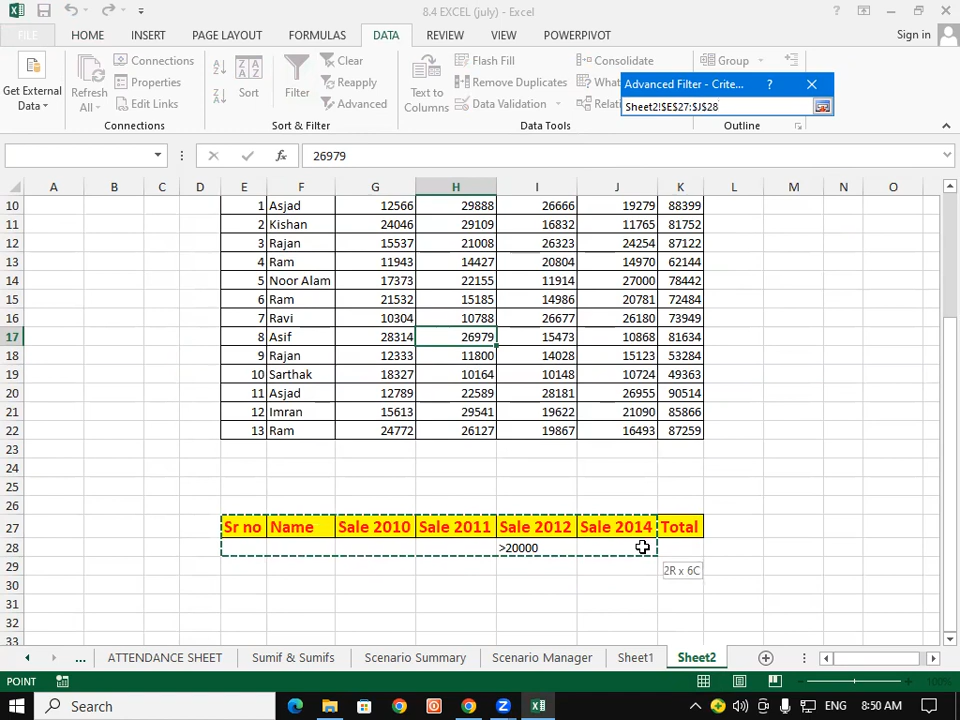 8.4 EXCEL (july) - Excel
FILE HOME INSERT PAGE LAYOUT FORMULAS DATA REVIEW VIEW POWERPIVOT Sign in
Get External Data
Refresh All
Connections
Properties
Edit Links
Connections
Sort
Filter
Clear
Reapply
Advanced
Sort & Filter
Text to Columns
Flash Fill
Remove Duplicates
Data Validation
Consolidate
Data Tools
Group
Outline
Advanced Filter - Crite... ?
Sheet2!$E$27:$J$28
26979
A B C D E F G H I J K L M N O
10 1 Asjad 12566 29888 26666 19279 88399
11 2 Kishan 24046 29109 16832 11765 81752
12 3 Rajan 15537 21008 26323 24254 87122
13 4 Ram 11943 14427 20804 14970 62144
14 5 Noor Alam 17373 22155 11914 27000 78442
15 6 Ram 21532 15185 14986 20781 72484
16 7 Ravi 10304 10788 26677 26180 73949
17 8 Asif 28314 26979 15473 10868 81634
18 9 Rajan 12333 11800 14028 15123 53284
19 10 Sarthak 18327 10164 10148 10724 49363
20 11 Asjad 12789 22589 28181 26955 90514
21 12 Imran 15613 29541 19622 21090 85866
22 13 Ram 24772 26127 19867 16493 87259
23
24
25
26
27 Sr no Name Sale 2010 Sale 2011 Sale 2012 Sale 2014 Total
28 >20000
29 2R x 6C
30
31
32
33
... ATTENDANCE SHEET Sumif & Sumifs Scenario Summary Scenario Manager Sheet1 Sheet2
POINT 100%
Search ENG 8:50 AM